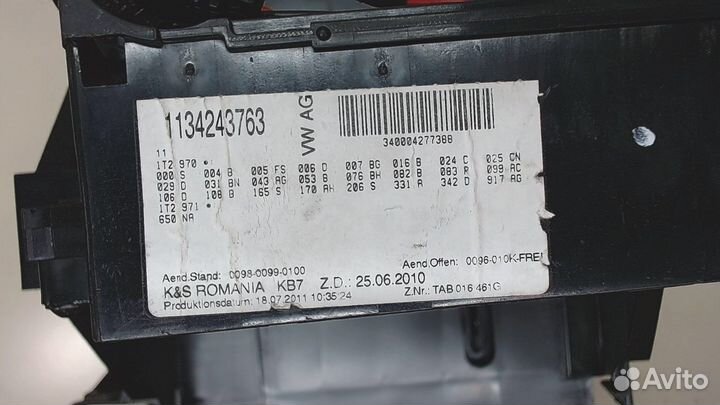 1134243763
VW AG
340004277388
11
1T2 970 •
000 S 004 B 005 FS 006 D 007 BG 016 B 024 C 025 CN
029 D 031 BN 043 AG 053 B 076 BH 082 B 083 R 099 AC
106 D 108 B 165 S 170 AH 206 S 331 A 342 D 917 AG
1T2 971 •
650 NA
Aend.Stand: 0098-0099-0100 Aend.Offen: 0096-010K-FREI
K&S ROMANIA KB7 Z.D.: 25.06.2010
Produktionsdatum: 18.07.2011 10:35:24 Z.Nr.: TAB 016 461G
Avito